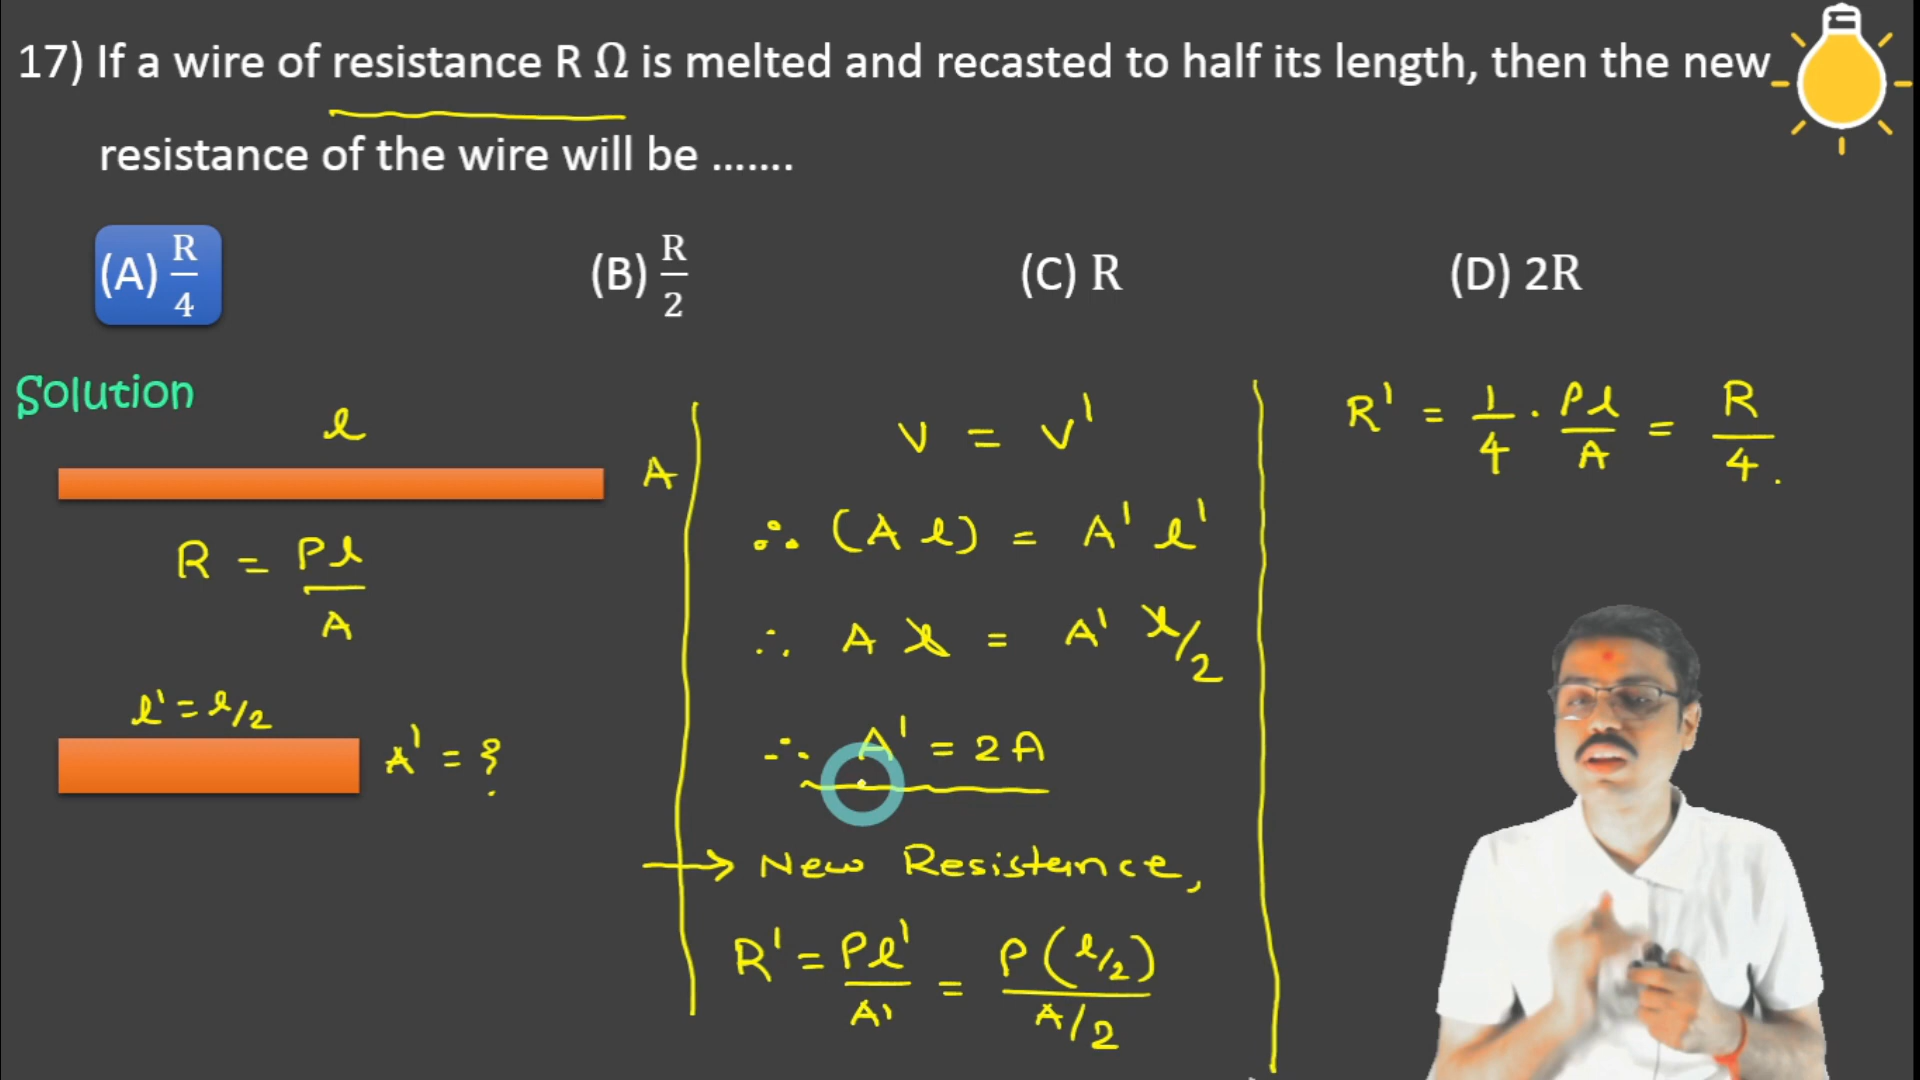 17) If a wire of resistance R Ω is melted and recasted to half its length, then the new
resistance of the wire will be …….
(A) R/4 (B) R/2 (C) R (D) 2R
Solution
l
A
R = ρl/A
l' = l/2
A' = ?
V = V'
∴ (A l) = A' l'
∴ A l = A' l/2
∴ A' = 2A
→ New Resistance,
R' = ρl'/A' = ρ(l/2)/A/2
R' = 1/4 · ρl/A = R/4.